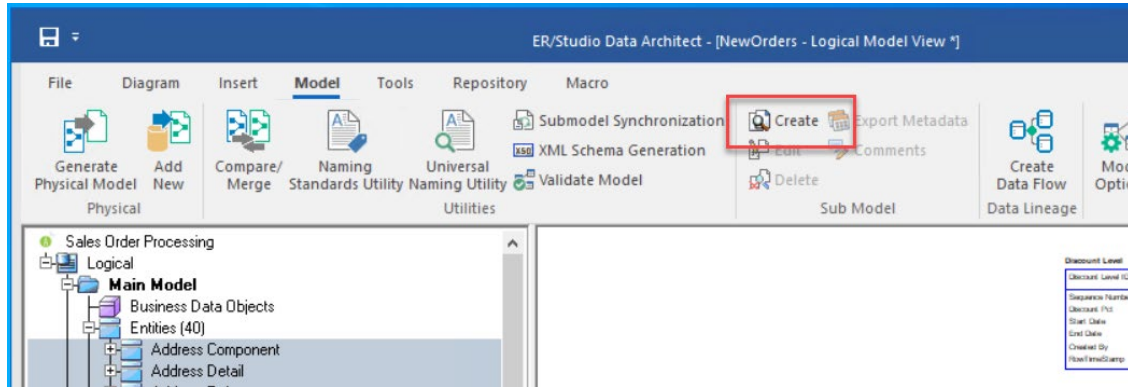 ER/Studio Data Architect - [NewOrders - Logical Model View *]
File Diagram Insert Model Tools Repository Macro
Generate Physical Model
Add New
Physical
Compare/ Merge
Naming Standards Utility
Universal Naming Utility
Submodel Synchronization
XSD XML Schema Generation
Validate Model
Utilities
Create Export Metadata
Edit Comments
Delete
Sub Model
Create Data Flow
Data Lineage
Sales Order Processing
Logical
Main Model
Business Data Objects
Entities (40)
Address Component
Address Detail
Discount Level
Discount Level ID
Discount Pct
Start Date
End Date
Created By
RowTimeStamp